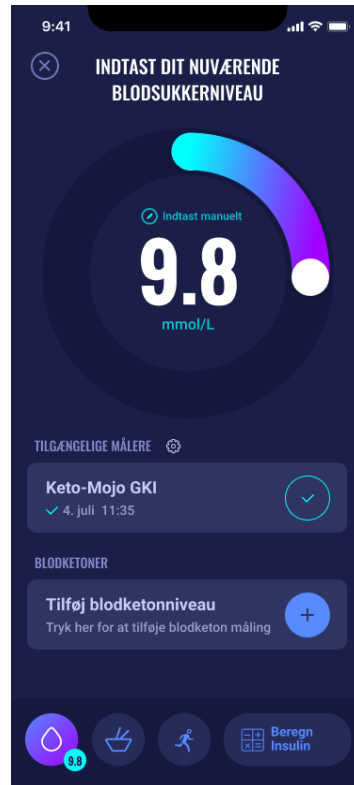 9:41
INDTAST DIT NUVÆRENDE
BLODSUKKERNIVEAU
Indtast manuelt
9.8
mmol/L
TILGÆNGELIGE MÅLERE
Keto-Mojo GKI
4. juli 11:35
BLODKETONER
Tilføj blodketonniveau
Tryk her for at tilføje blodketon måling
9.8
Beregn
Insulin